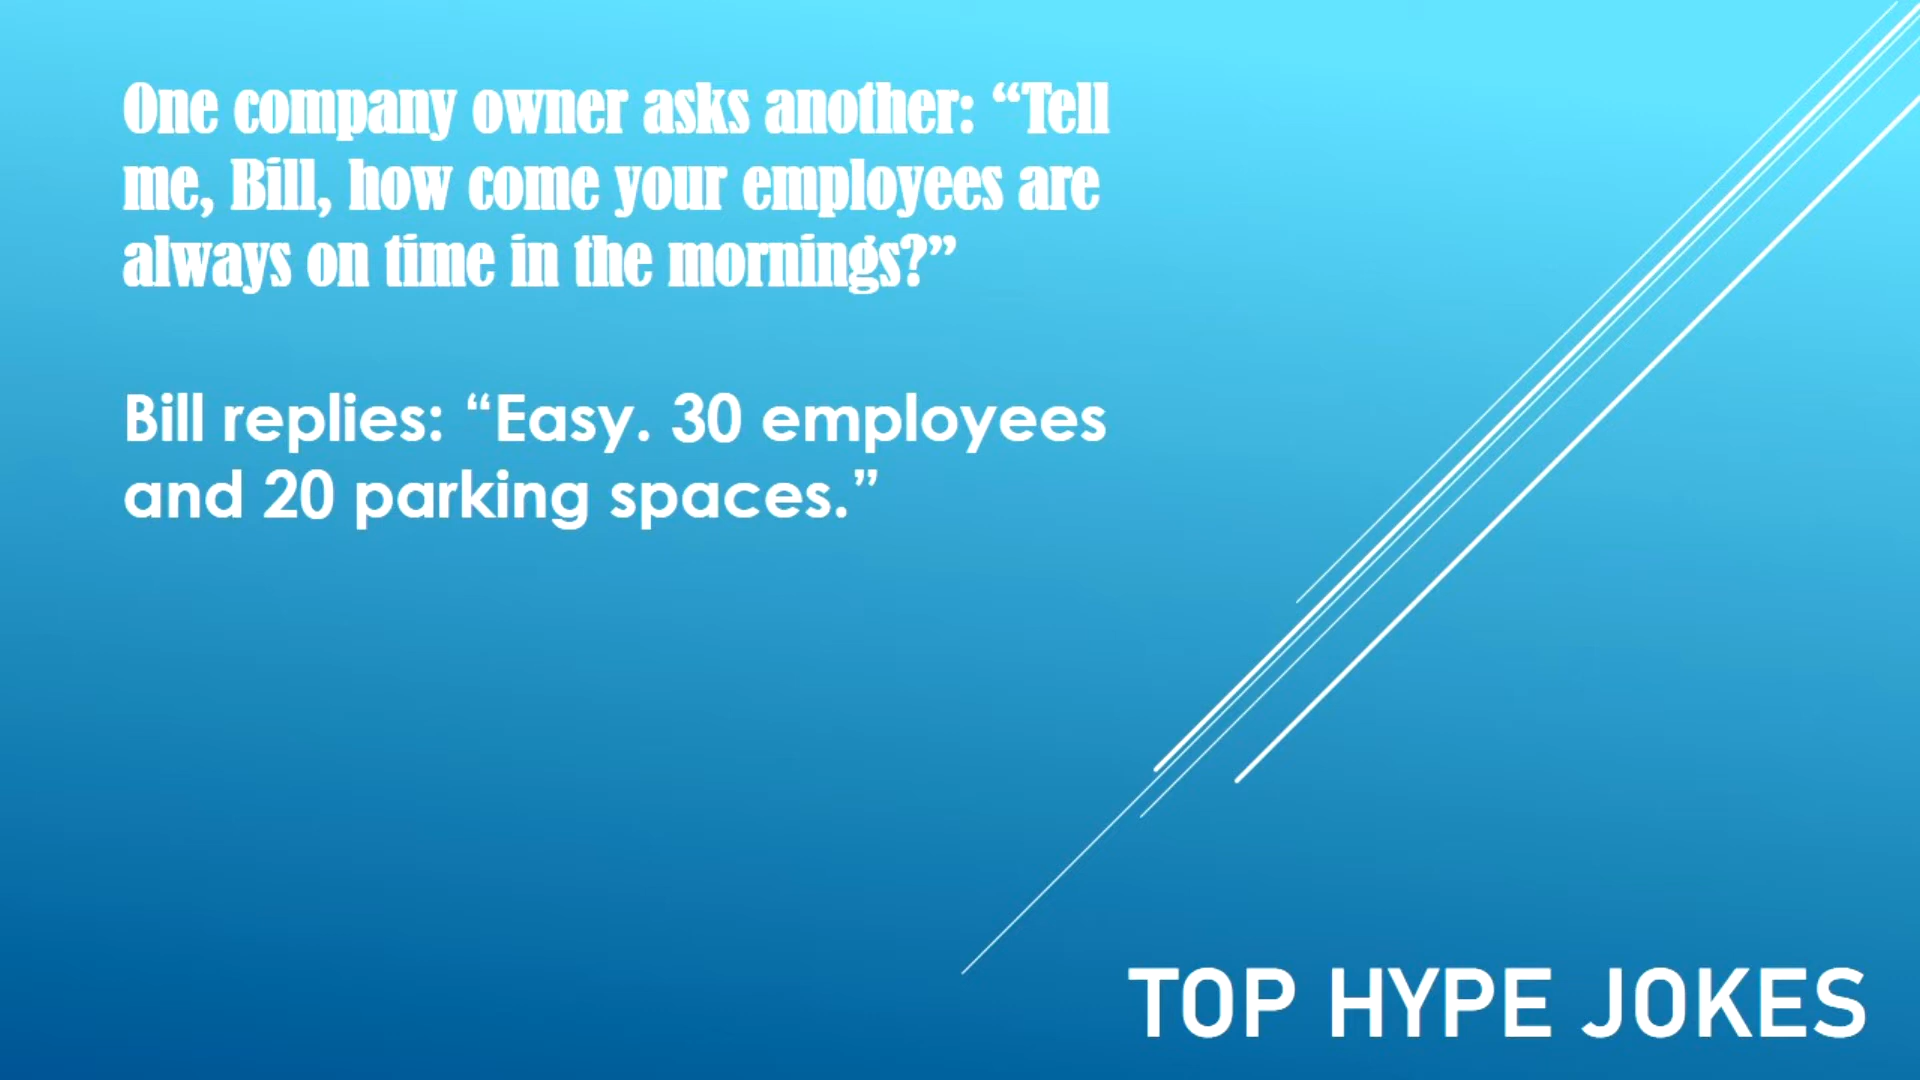 One company owner asks another: “Tell
me, Bill, how come your employees are
always on time in the mornings?”
Bill replies: “Easy. 30 employees
and 20 parking spaces.”
TOP HYPE JOKES